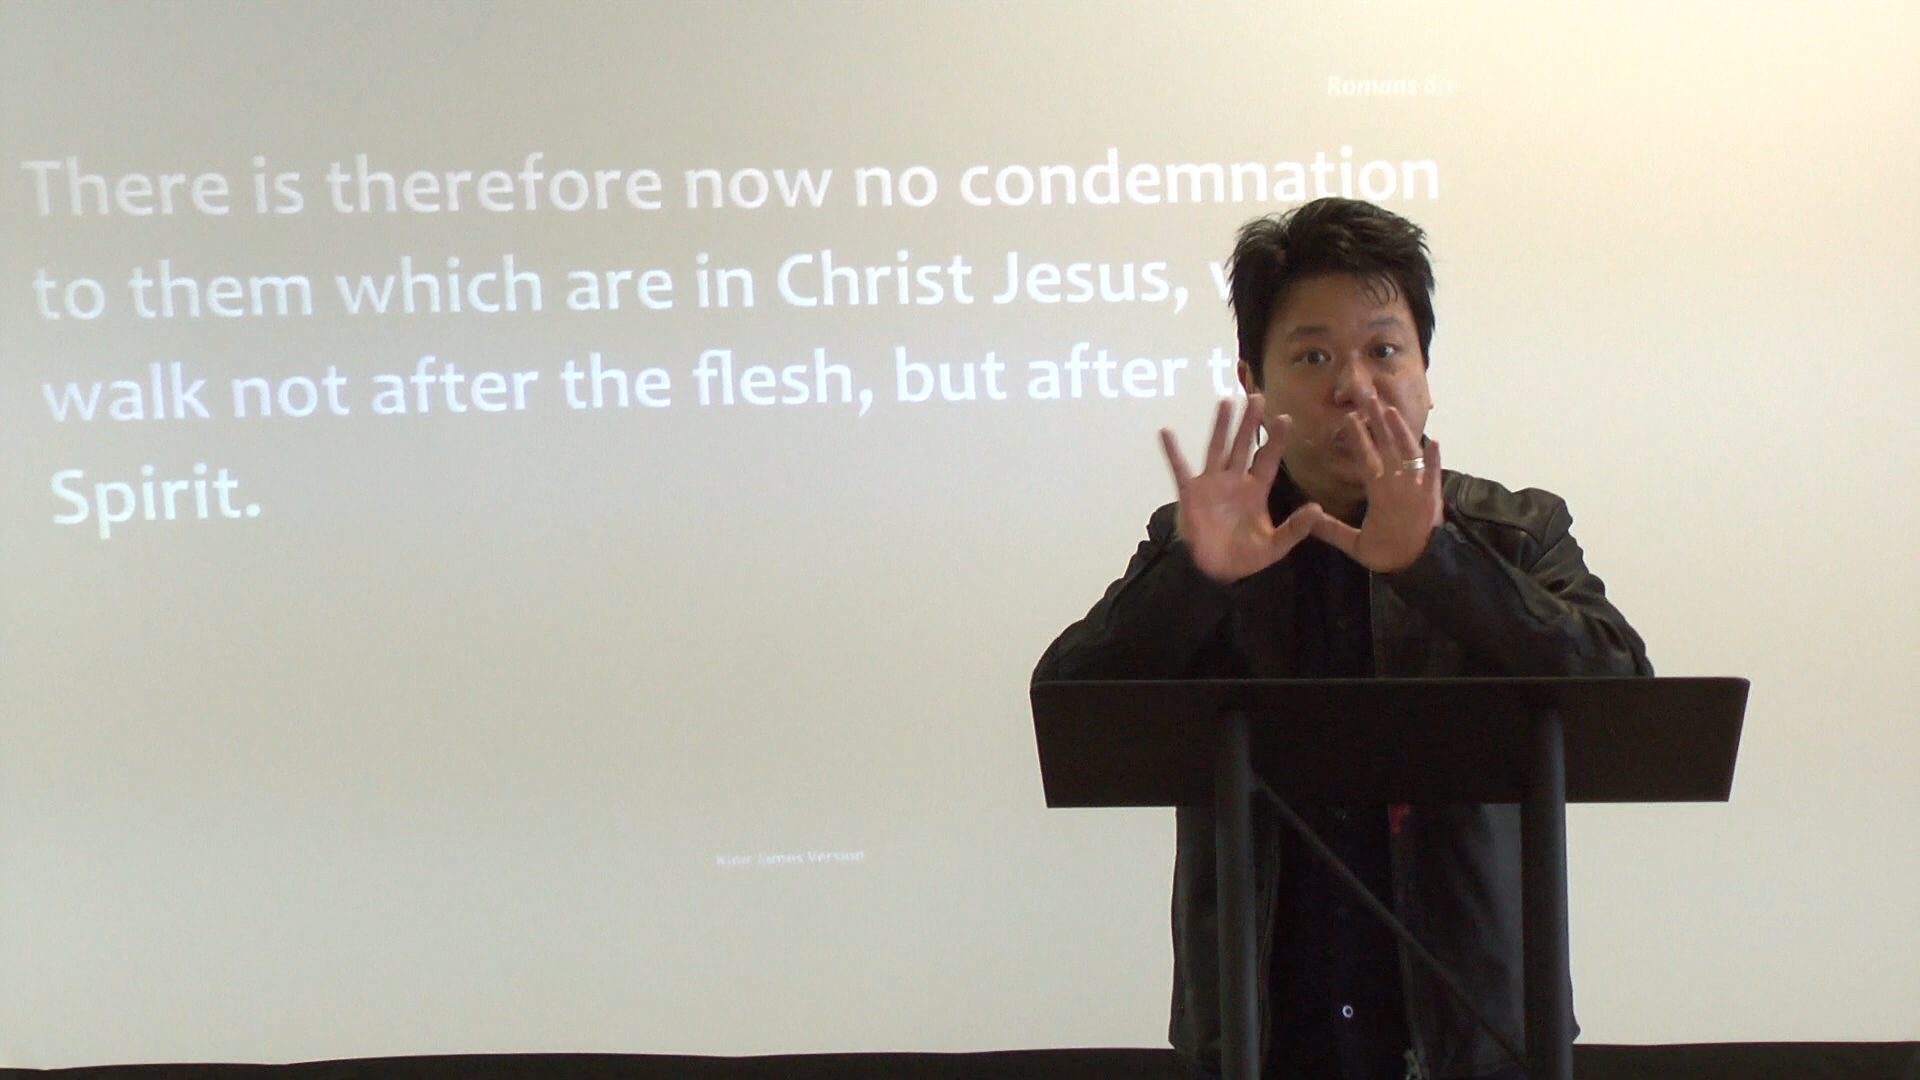 Romans 8:1
There is therefore now no condemnation
to them which are in Christ Jesus,
walk not after the flesh, but after
Spirit.
King James Version